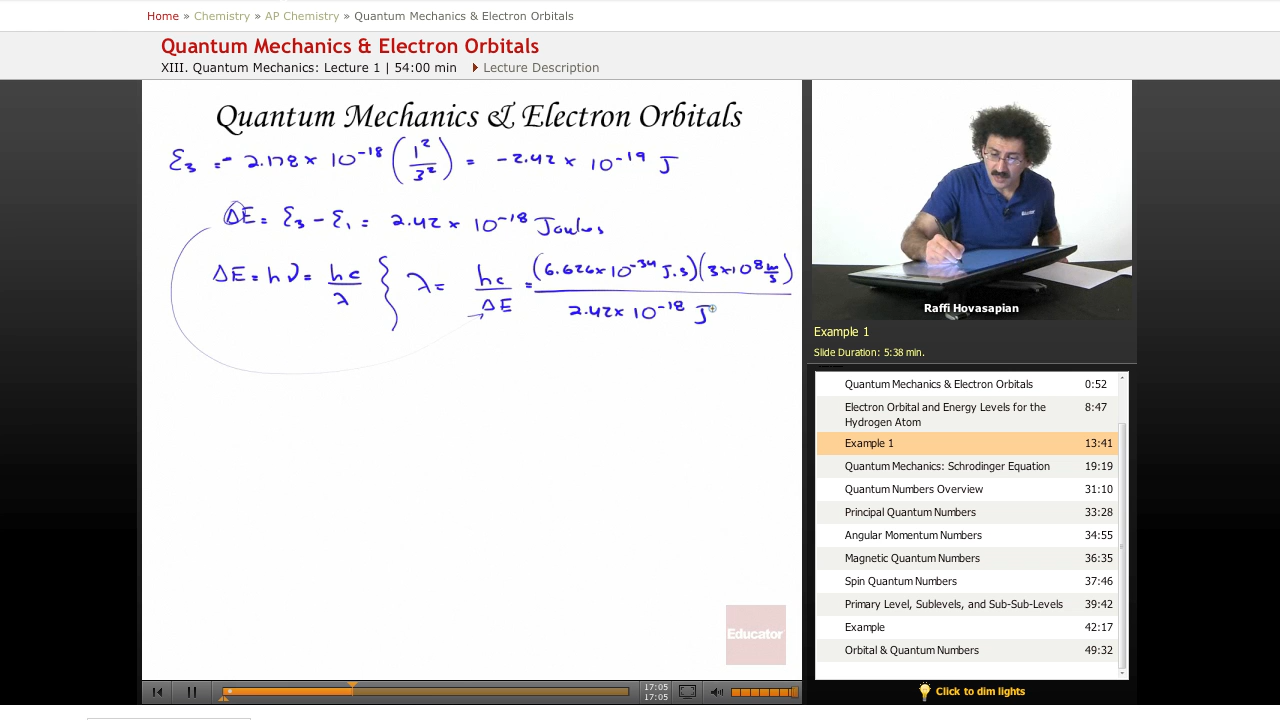 Home » Chemistry » AP Chemistry » Quantum Mechanics & Electron Orbitals
Quantum Mechanics & Electron Orbitals
XIII. Quantum Mechanics: Lecture 1 | 54:00 min Lecture Description
Quantum Mechanics & Electron Orbitals
ℰ₃ = - 2.178 × 10⁻¹⁸ (1²/3²) = -2.42 × 10⁻¹⁹ J
ΔE = ℰ₃ - ℰ₁ = 2.42 × 10⁻¹⁸ Joules
ΔE = hν = hc/λ } λ = hc/ΔE = (6.626×10⁻³⁴ J.s)(3×10⁸ m/s) / 2.42× 10⁻¹⁸ J
Educator
17:05
17:05
Raffi Hovasapian
Example 1
Slide Duration: 5:38 min.
Quantum Mechanics & Electron Orbitals 0:52
Electron Orbital and Energy Levels for the 8:47
Hydrogen Atom
Example 1 13:41
Quantum Mechanics: Schrodinger Equation 19:19
Quantum Numbers Overview 31:10
Principal Quantum Numbers 33:28
Angular Momentum Numbers 34:55
Magnetic Quantum Numbers 36:35
Spin Quantum Numbers 37:46
Primary Level, Sublevels, and Sub-Sub-Levels 39:42
Example 42:17
Orbital & Quantum Numbers 49:32
Click to dim lights